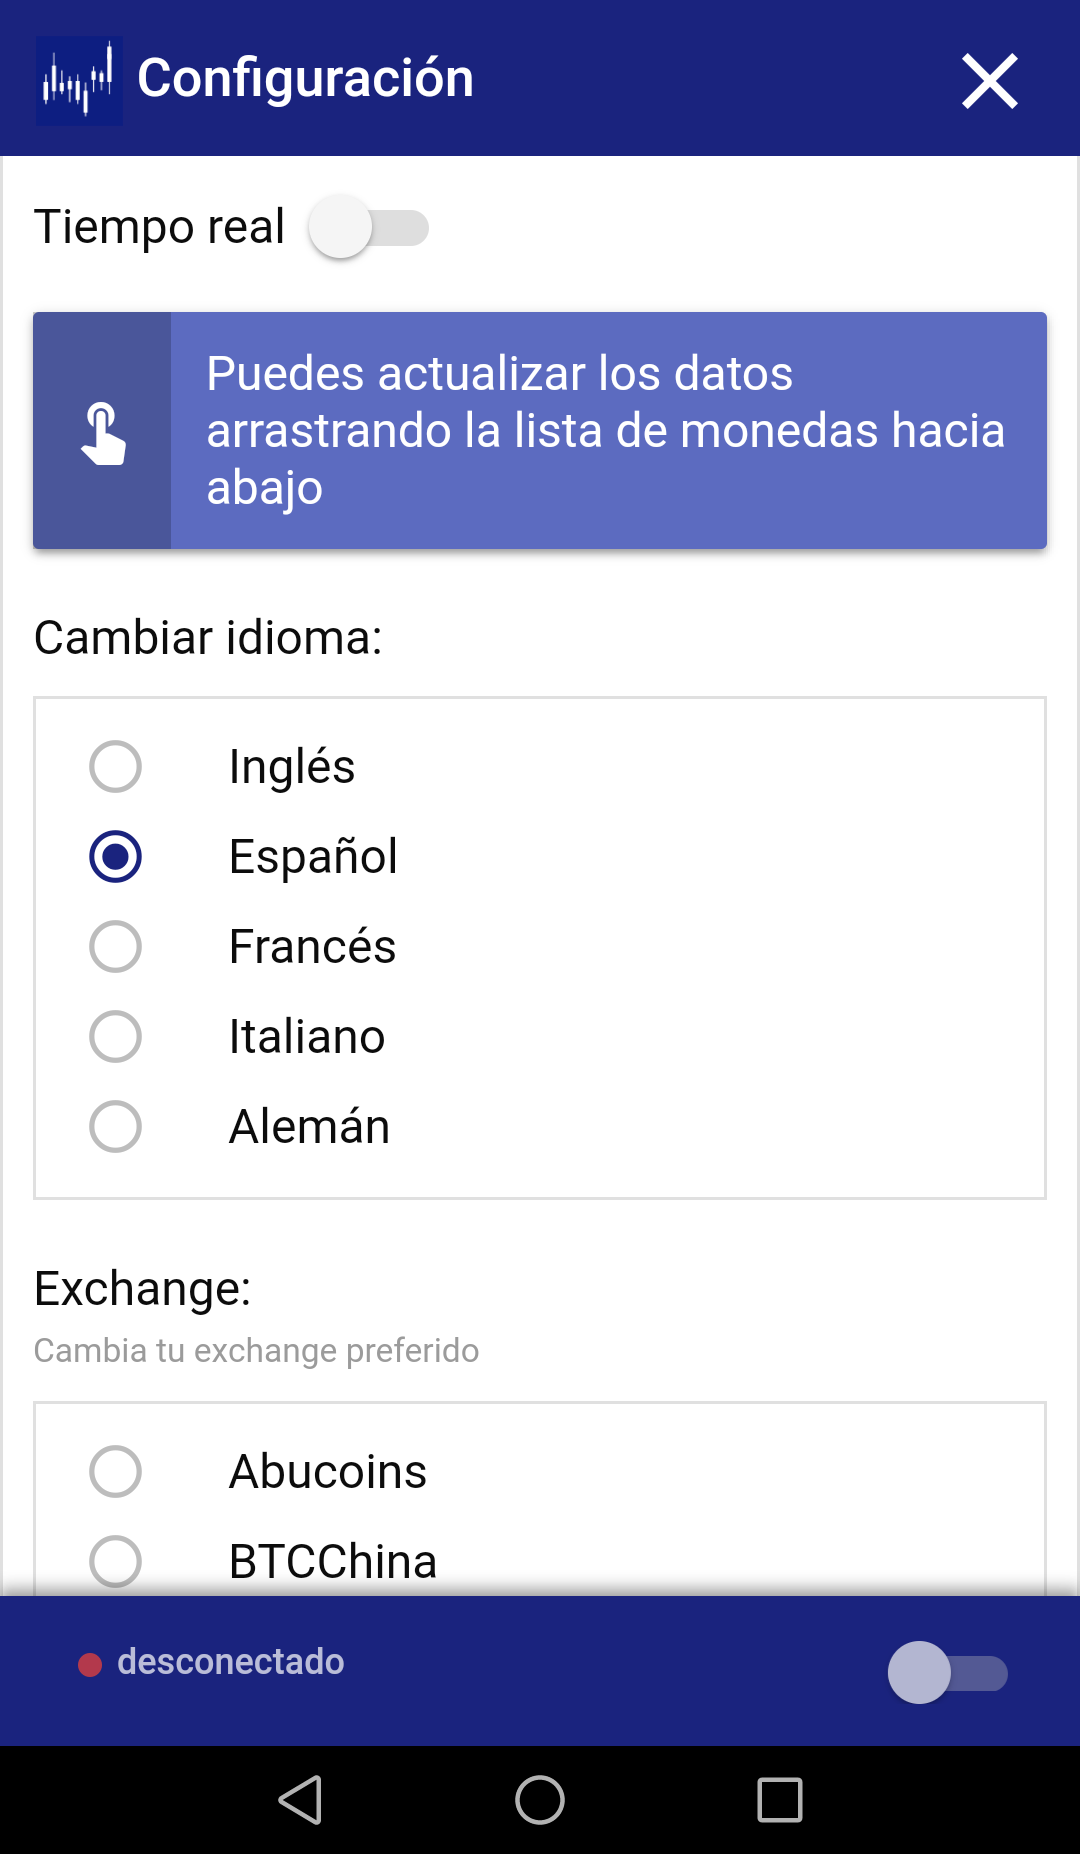 Configuración
Tiempo real
Puedes actualizar los datos
arrastrando la lista de monedas hacia
abajo
Cambiar idioma:
Inglés
Español
Francés
Italiano
Alemán
Exchange:
Cambia tu exchange preferido
Abucoins
BTCChina
desconectado